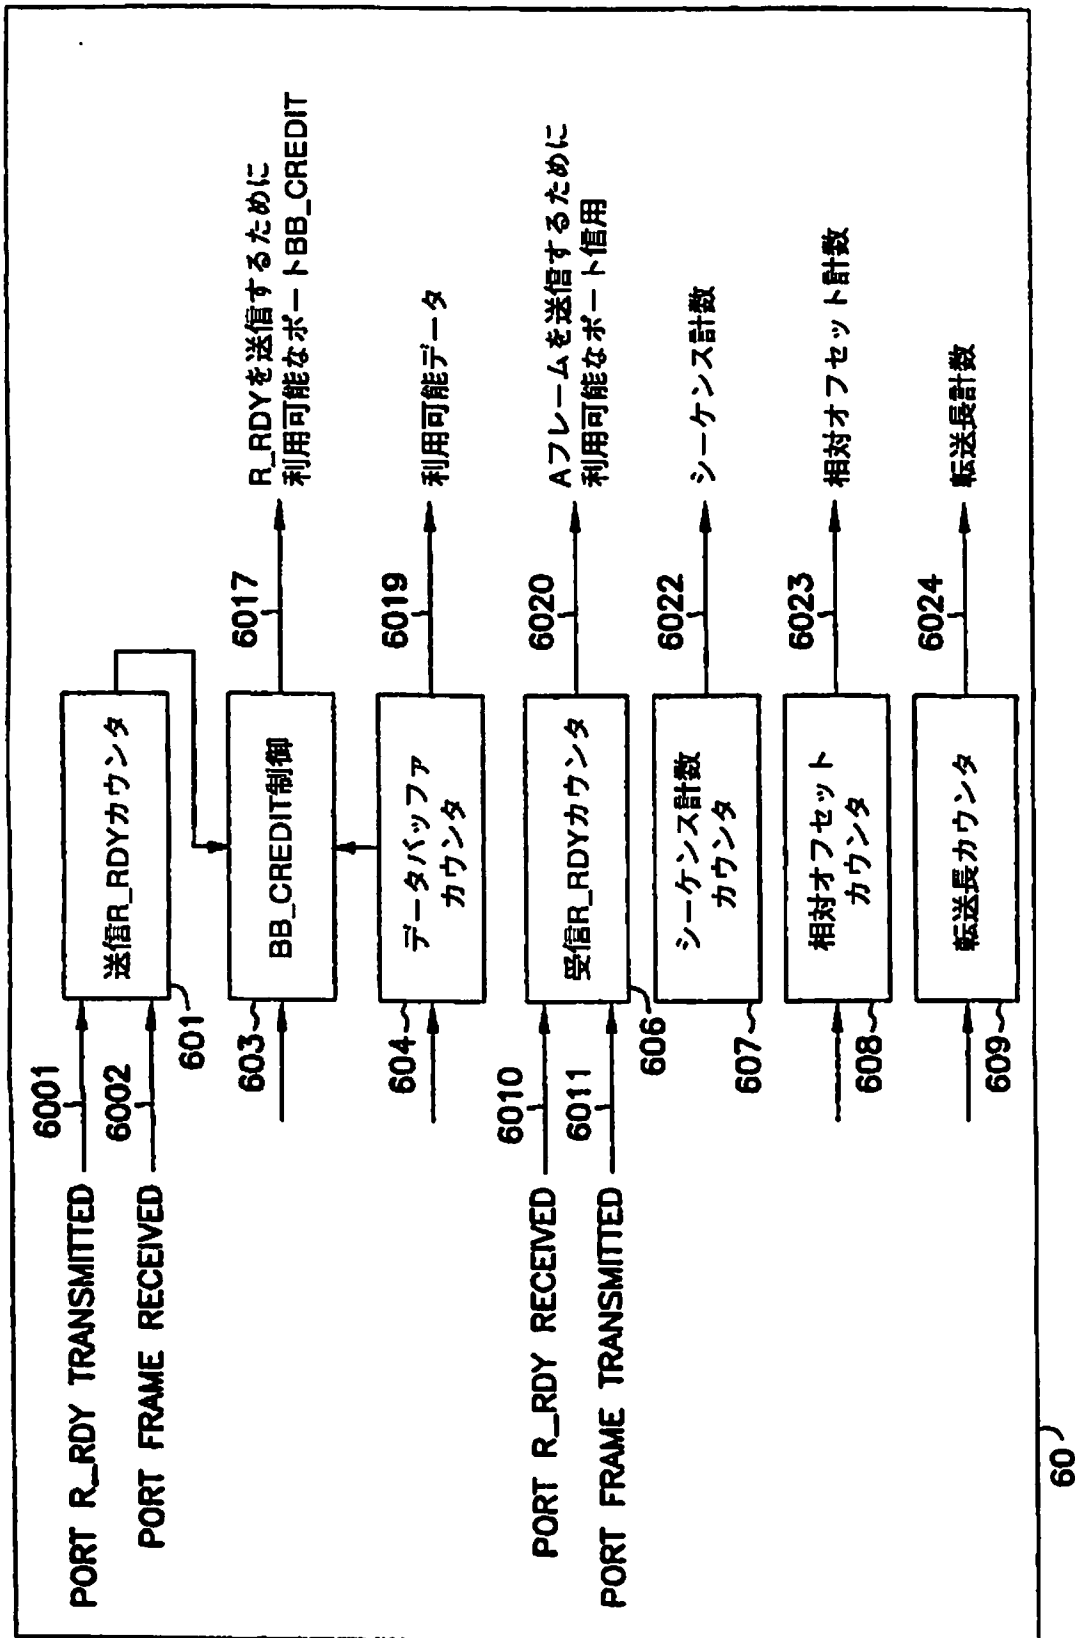 PORT R_RDY TRANSMITTED
6001
PORT FRAME RECEIVED
6002
送信R_RDYカウンタ
601
BB_CREDIT制御
603
6017
R_RDYを送信するために
利用可能なポートBB_CREDIT
データバッファ
カウンタ
604
6019
利用可能データ
PORT R_RDY RECEIVED
6010
PORT FRAME TRANSMITTED
6011
受信R_RDYカウンタ
606
6020
Aフレームを送信するために
利用可能なポート信用
シーケンス計数
カウンタ
607
6022
シーケンス計数
相対オフセット
カウンタ
608
6023
相対オフセット計数
転送長カウンタ
609
6024
転送長計数
60